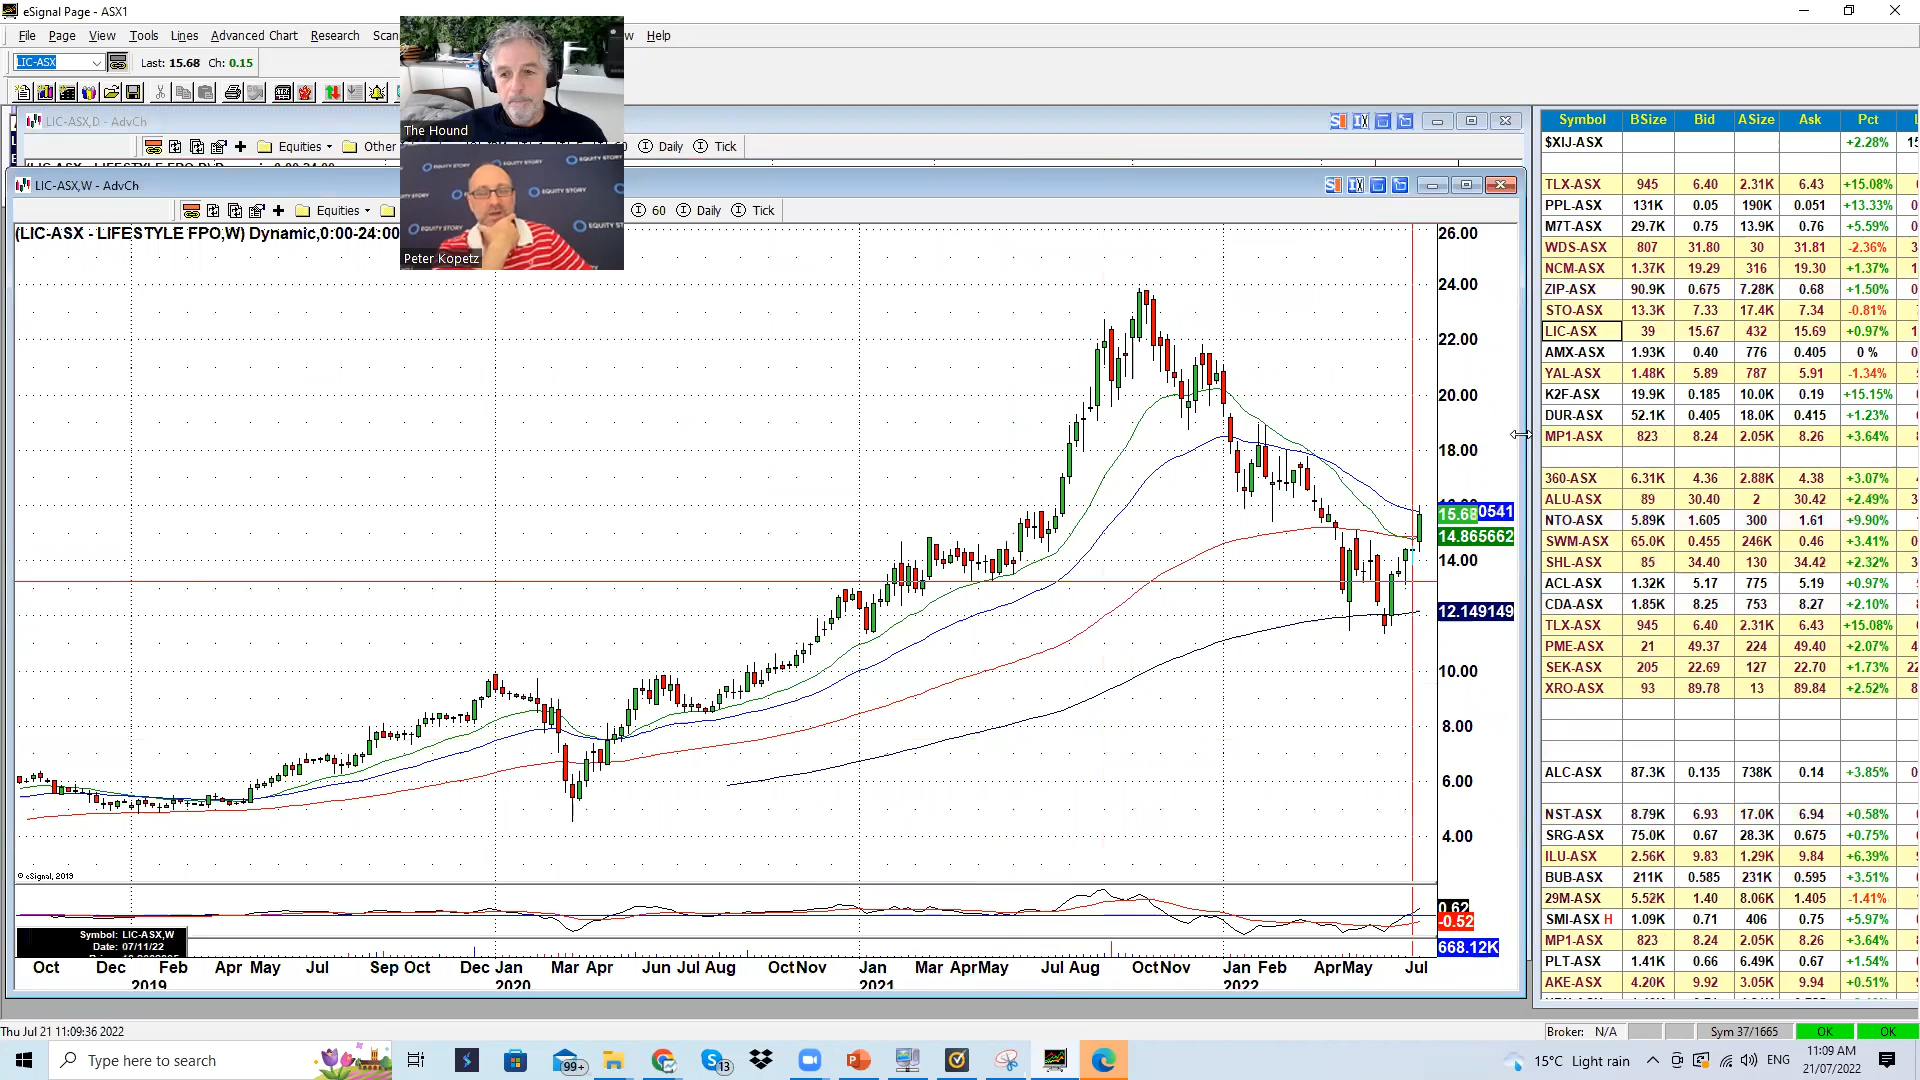 eSignal Page - ASX1
File Page View Tools Lines Advanced Chart Research Scan w Help
LIC-ASX Last: 15.68 Ch: 0.15
The Hound
LIC-ASX,D - AdvCh
Equities Other Daily Tick
LIC-ASX,W - AdvCh
Equities 60 Daily Tick
EQUITY STORY
Peter Kopetz
(LIC-ASX - LIFESTYLE FPO,W) Dynamic,0:00-24:00
26.00
24.00
22.00
20.00
18.00
15.68 0541
14.865662
14.00
12.149149
10.00
8.00
6.00
4.00
© eSignal, 2019
0.62
-0.52
668.12K
Symbol: LIC-ASX,W
Date: 07/11/22
Oct Dec Feb Apr May Jul Sep Oct Dec Jan Mar Apr Jun Jul Aug Oct Nov Jan Mar Apr May Jul Aug Oct Nov Jan Feb Apr May Jul
2019 2020 2021 2022
Symbol BSize Bid ASize Ask Pct
$XIJ-ASX +2.28% 15
TLX-ASX 945 6.40 2.31K 6.43 +15.08%
PPL-ASX 131K 0.05 190K 0.051 +13.33%
M7T-ASX 29.7K 0.75 13.9K 0.76 +5.59%
WDS-ASX 807 31.80 30 31.81 -2.36%
NCM-ASX 1.37K 19.29 316 19.30 +1.37%
ZIP-ASX 90.9K 0.675 7.28K 0.68 +1.50%
STO-ASX 13.3K 7.33 17.4K 7.34 -0.81%
LIC-ASX 39 15.67 432 15.69 +0.97%
AMX-ASX 1.93K 0.40 776 0.405 0 %
YAL-ASX 1.48K 5.89 787 5.91 -1.34%
K2F-ASX 19.9K 0.185 10.0K 0.19 +15.15%
DUR-ASX 52.1K 0.405 18.0K 0.415 +1.23%
MP1-ASX 823 8.24 2.05K 8.26 +3.64%
360-ASX 6.31K 4.36 2.88K 4.38 +3.07%
ALU-ASX 89 30.40 2 30.42 +2.49%
NTO-ASX 5.89K 1.605 300 1.61 +9.90%
SWM-ASX 65.0K 0.455 246K 0.46 +3.41%
SHL-ASX 85 34.40 130 34.42 +2.32%
ACL-ASX 1.32K 5.17 775 5.19 +0.97%
CDA-ASX 1.85K 8.25 753 8.27 +2.10%
TLX-ASX 945 6.40 2.31K 6.43 +15.08%
PME-ASX 21 49.37 224 49.40 +2.07%
SEK-ASX 205 22.69 127 22.70 +1.73% 22
XRO-ASX 93 89.78 13 89.84 +2.52%
ALC-ASX 87.3K 0.135 738K 0.14 +3.85%
NST-ASX 8.79K 6.93 17.0K 6.94 +0.58%
SRG-ASX 75.0K 0.67 28.3K 0.675 +0.75%
ILU-ASX 2.56K 9.83 1.29K 9.84 +6.39%
BUB-ASX 211K 0.585 231K 0.595 +3.51%
29M-ASX 5.52K 1.40 8.06K 1.405 -1.41%
SMI-ASX H 1.09K 0.71 406 0.75 +5.97%
MP1-ASX 823 8.24 2.05K 8.26 +3.64%
PLT-ASX 1.41K 0.66 6.49K 0.67 +1.54%
AKE-ASX 4.20K 9.92 3.05K 9.94 +0.51%
Thu Jul 21 11:09:36 2022
Broker: N/A Sym 37/1665 OK OK
Type here to search
99+
13
15°C Light rain
ENG
11:09 AM
21/07/2022